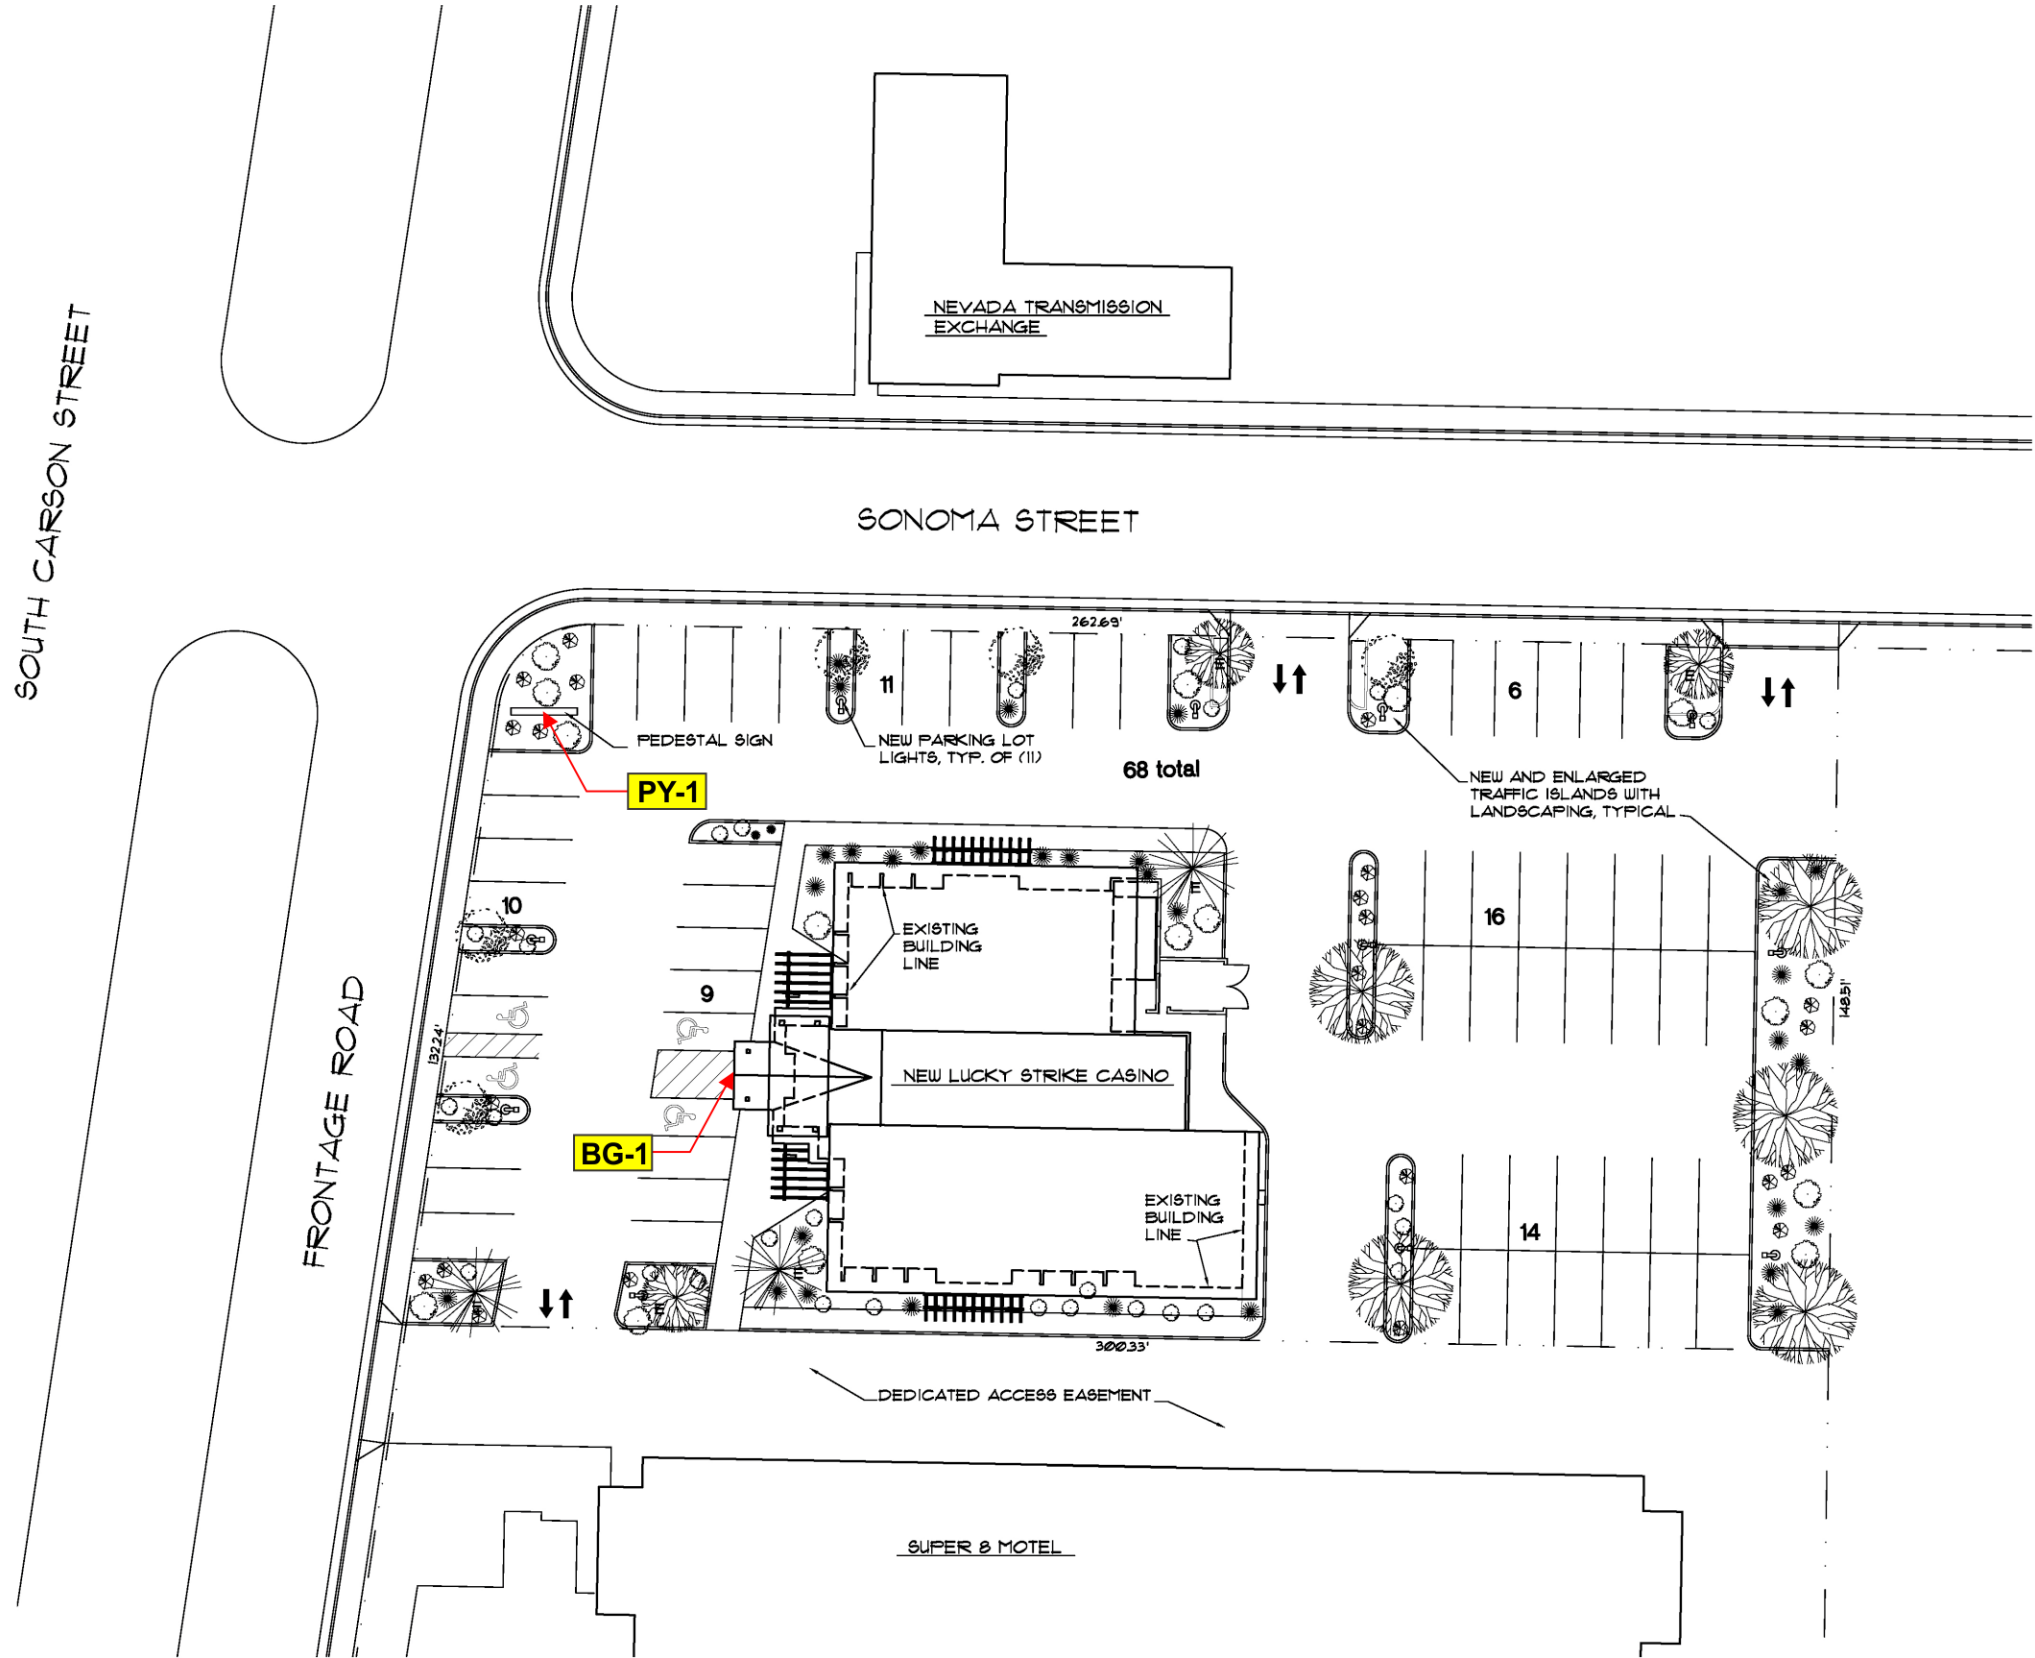 NEVADA TRANSMISSION
EXCHANGE
SOUTH CARSON STREET
SONOMA STREET
262.69'
11
6
PEDESTAL SIGN
NEW PARKING LOT
LIGHTS, TYP. OF (11)
68 total
PY-1
NEW AND ENLARGED
TRAFFIC ISLANDS WITH
LANDSCAPING, TYPICAL
10
EXISTING
BUILDING
LINE
16
9
148.51'
132.24'
FRONTAGE ROAD
NEW LUCKY STRIKE CASINO
BG-1
EXISTING
BUILDING
LINE
14
E
E
E
E
E
E
300.33'
DEDICATED ACCESS EASEMENT
SUPER 8 MOTEL